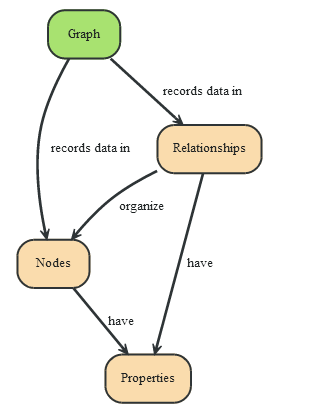 Graph
records data in
records data in
Relationships
organize
Nodes
have
have
Properties